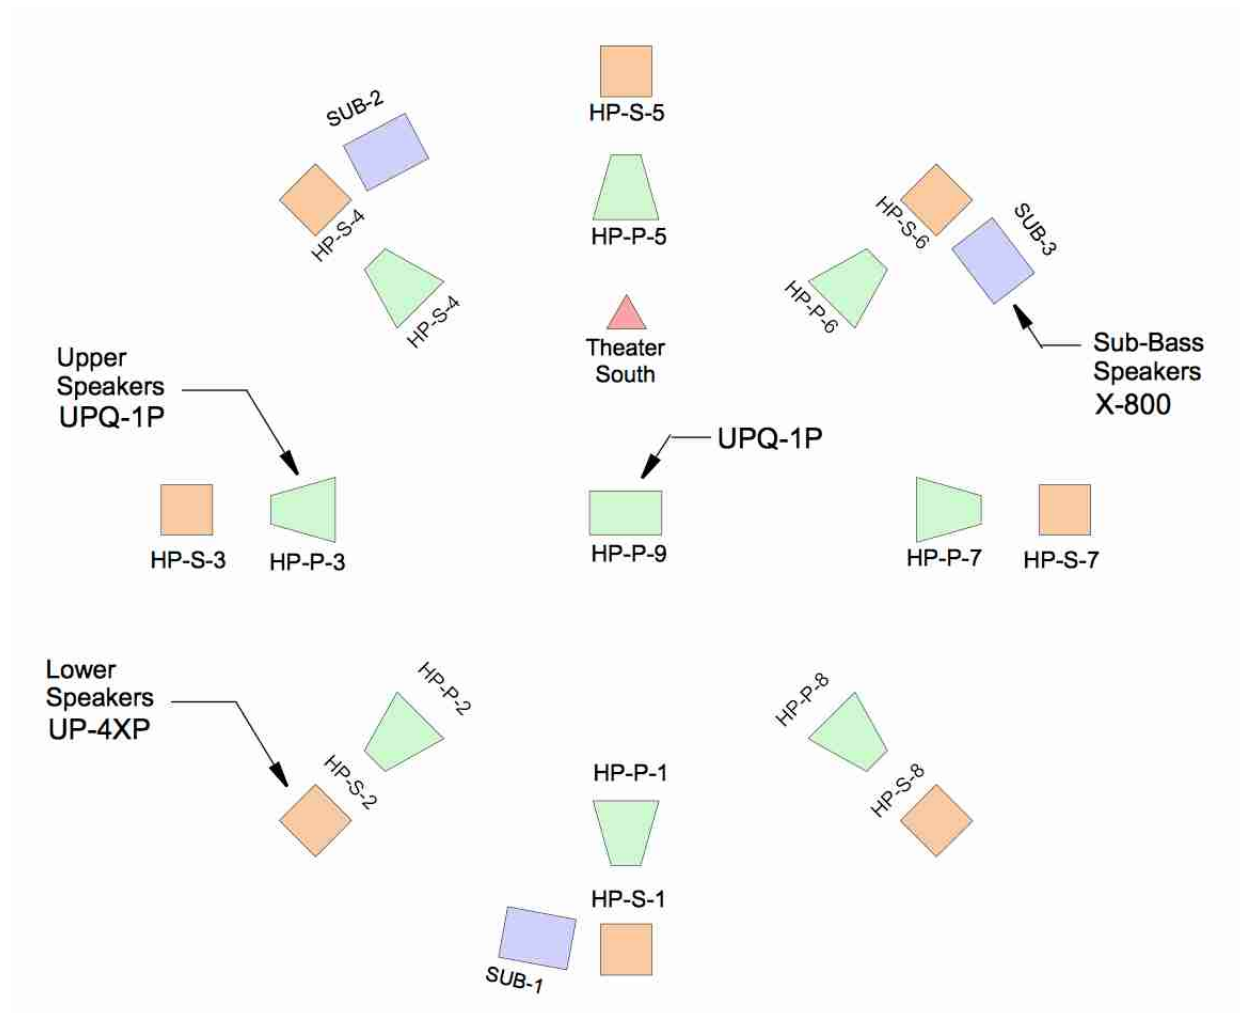 HP-S-5
SUB-2
HP-S-4
HP-P-5
HP-S-4
HP-S-6
SUB-3
HP-P-6
Theater
South
Sub-Bass
Speakers
X-800
Upper
Speakers
UPQ-1P
UPQ-1P
HP-S-3
HP-P-3
HP-P-9
HP-P-7
HP-S-7
Lower
Speakers
UP-4XP
HP-P-2
HP-S-2
HP-P-8
HP-S-8
HP-P-1
HP-S-1
SUB-1